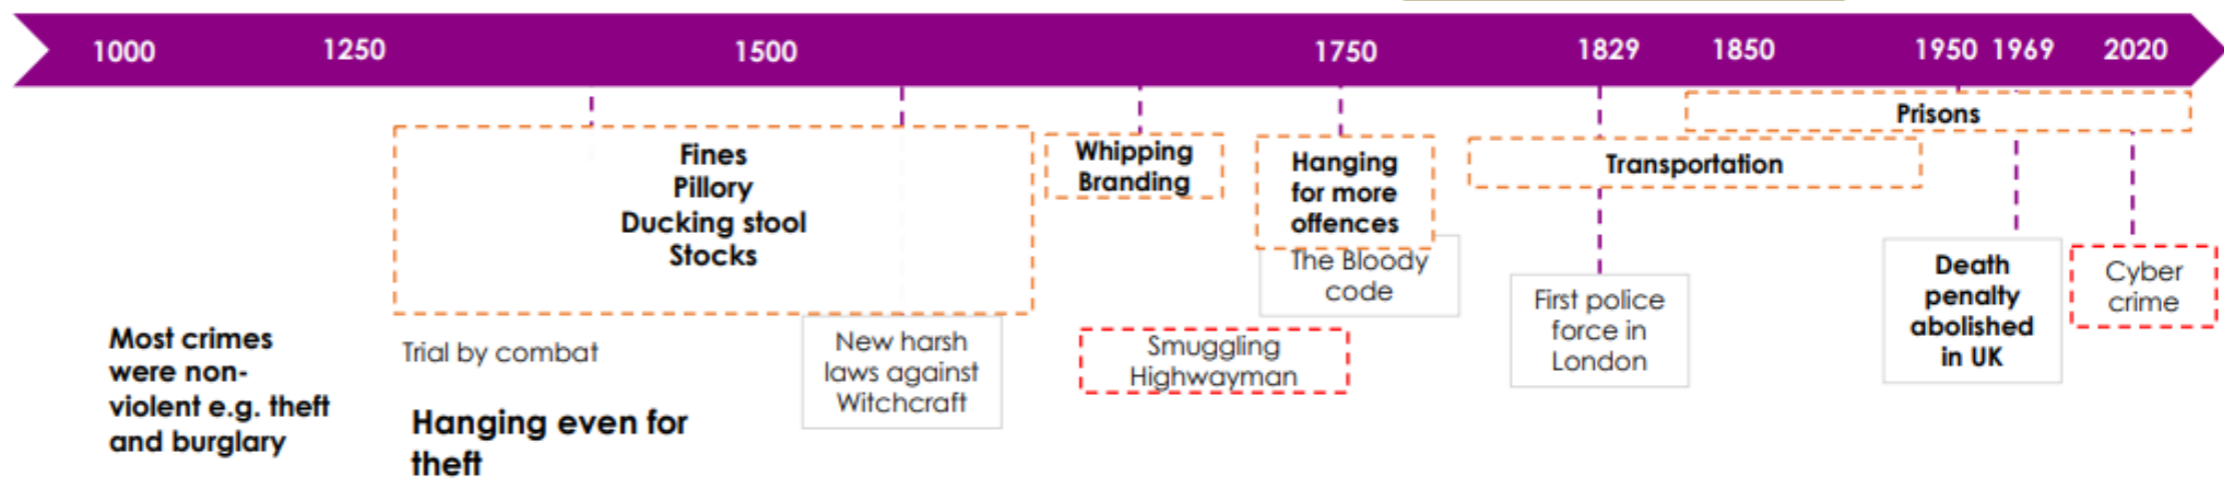 1000 1250 1500 1750 1829 1850 1950 1969 2020
Prisons
Fines
Pillory
Ducking stool
Stocks
Whipping
Branding
Hanging
for more
offences
The Bloody
code
Transportation
Most crimes
were non-
violent e.g. theft
and burglary
Trial by combat
Hanging even for
theft
New harsh
laws against
Witchcraft
Smuggling
Highwayman
First police
force in
London
Death
penalty
abolished
in UK
Cyber
crime